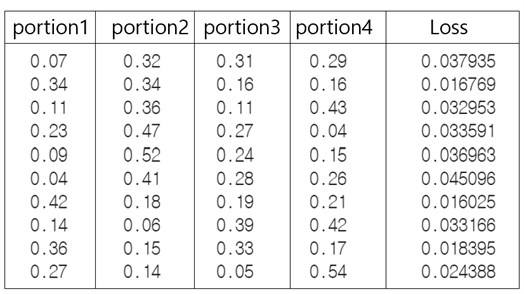 portion1 portion2 portion3 portion4 Loss
0.07 0.32 0.31 0.29 0.037935
0.34 0.34 0.16 0.16 0.016769
0.11 0.36 0.11 0.43 0.032953
0.23 0.47 0.27 0.04 0.033591
0.09 0.52 0.24 0.15 0.036963
0.04 0.41 0.28 0.26 0.045096
0.42 0.18 0.19 0.21 0.016025
0.14 0.06 0.39 0.42 0.033166
0.36 0.15 0.33 0.17 0.018395
0.27 0.14 0.05 0.54 0.024388